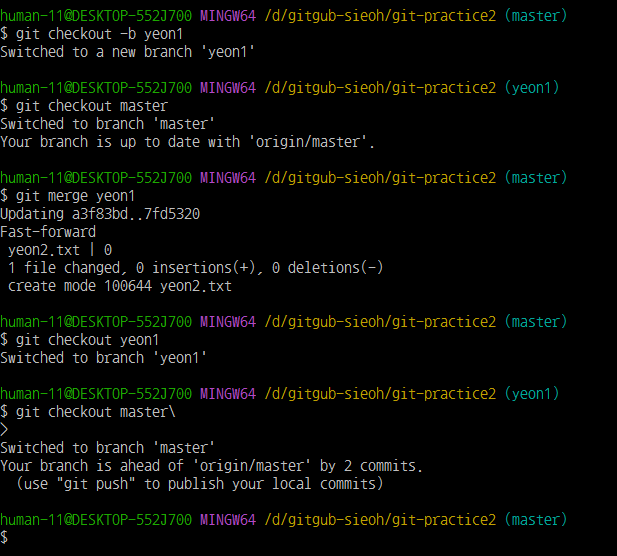 human-11@DESKTOP-552J700 MINGW64 /d/gitgub-sieoh/git-practice2 (master)
$ git checkout -b yeon1
Switched to a new branch 'yeon1'
human-11@DESKTOP-552J700 MINGW64 /d/gitgub-sieoh/git-practice2 (yeon1)
$ git checkout master
Switched to branch 'master'
Your branch is up to date with 'origin/master'.
human-11@DESKTOP-552J700 MINGW64 /d/gitgub-sieoh/git-practice2 (master)
$ git merge yeon1
Updating a3f83bd..7fd5320
Fast-forward
 yeon2.txt | 0
 1 file changed, 0 insertions(+), 0 deletions(-)
 create mode 100644 yeon2.txt
human-11@DESKTOP-552J700 MINGW64 /d/gitgub-sieoh/git-practice2 (master)
$ git checkout yeon1
Switched to branch 'yeon1'
human-11@DESKTOP-552J700 MINGW64 /d/gitgub-sieoh/git-practice2 (yeon1)
$ git checkout master\
>
Switched to branch 'master'
Your branch is ahead of 'origin/master' by 2 commits.
  (use "git push" to publish your local commits)
human-11@DESKTOP-552J700 MINGW64 /d/gitgub-sieoh/git-practice2 (master)
$